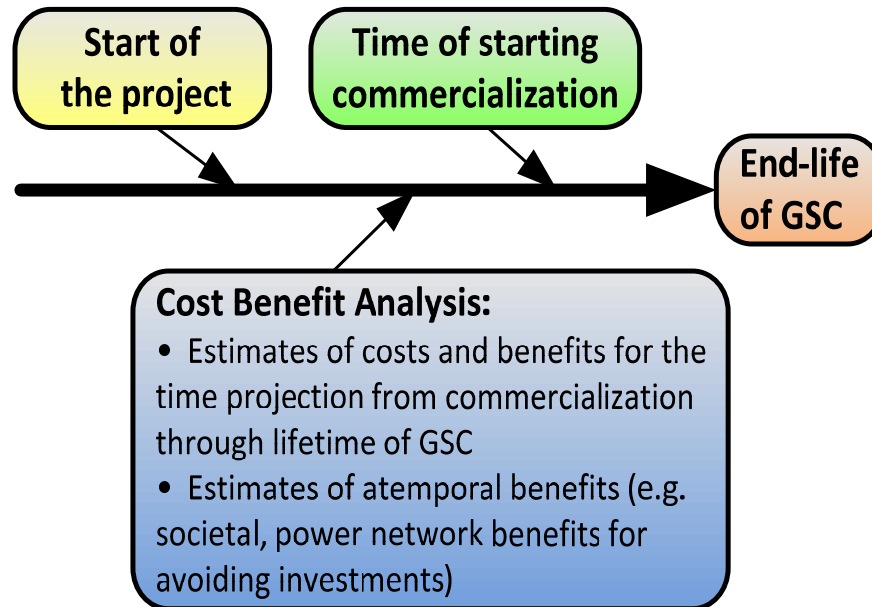 Start of
the project
Time of starting
commercialization
End-life
of GSC
Cost Benefit Analysis:
• Estimates of costs and benefits for the
time projection from commercialization
through lifetime of GSC
• Estimates of atemporal benefits (e.g.
societal, power network benefits for
avoiding investments)